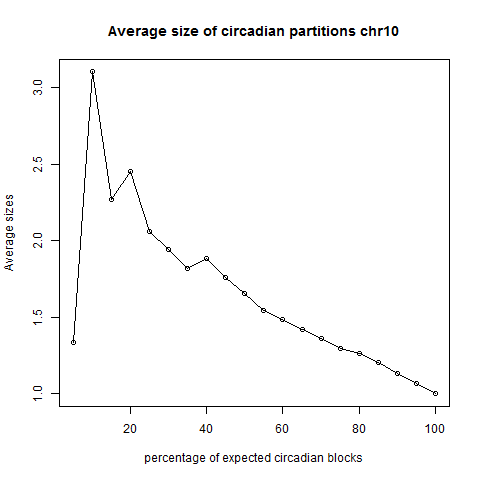 Average size of circadian partitions chr10
Average sizes
3.0
2.5
2.0
1.5
1.0
20 40 60 80 100
percentage of expected circadian blocks